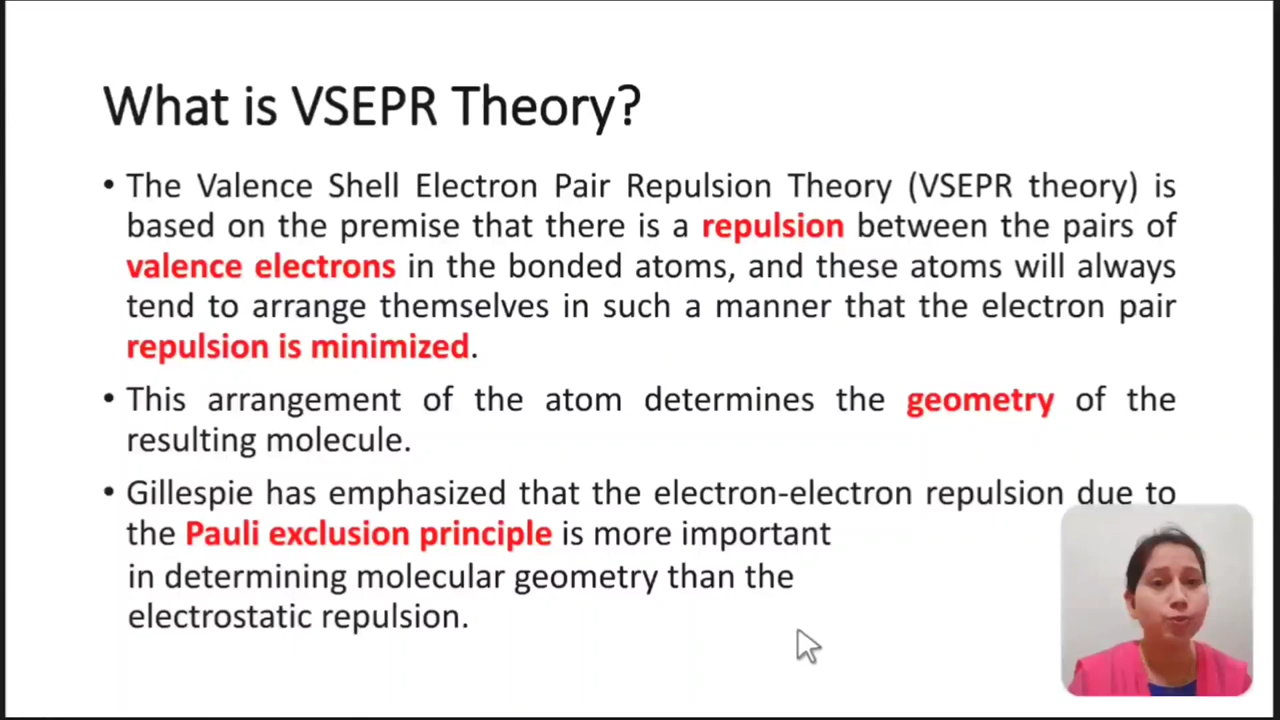 What is VSEPR Theory?
• The Valence Shell Electron Pair Repulsion Theory (VSEPR theory) is
based on the premise that there is a repulsion between the pairs of
valence electrons in the bonded atoms, and these atoms will always
tend to arrange themselves in such a manner that the electron pair
repulsion is minimized.
• This arrangement of the atom determines the geometry of the
resulting molecule.
• Gillespie has emphasized that the electron-electron repulsion due to
the Pauli exclusion principle is more important
in determining molecular geometry than the
electrostatic repulsion.